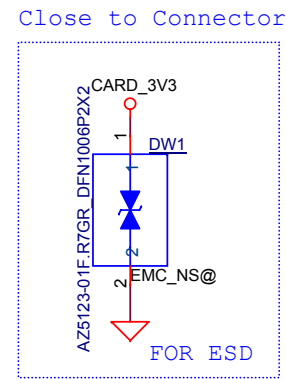 Close to Connector
CARD_3V3
1
DW1
1
AZ5123-01F.R7GR_DFN1006P2X2
2
2
EMC_NS@
FOR ESD